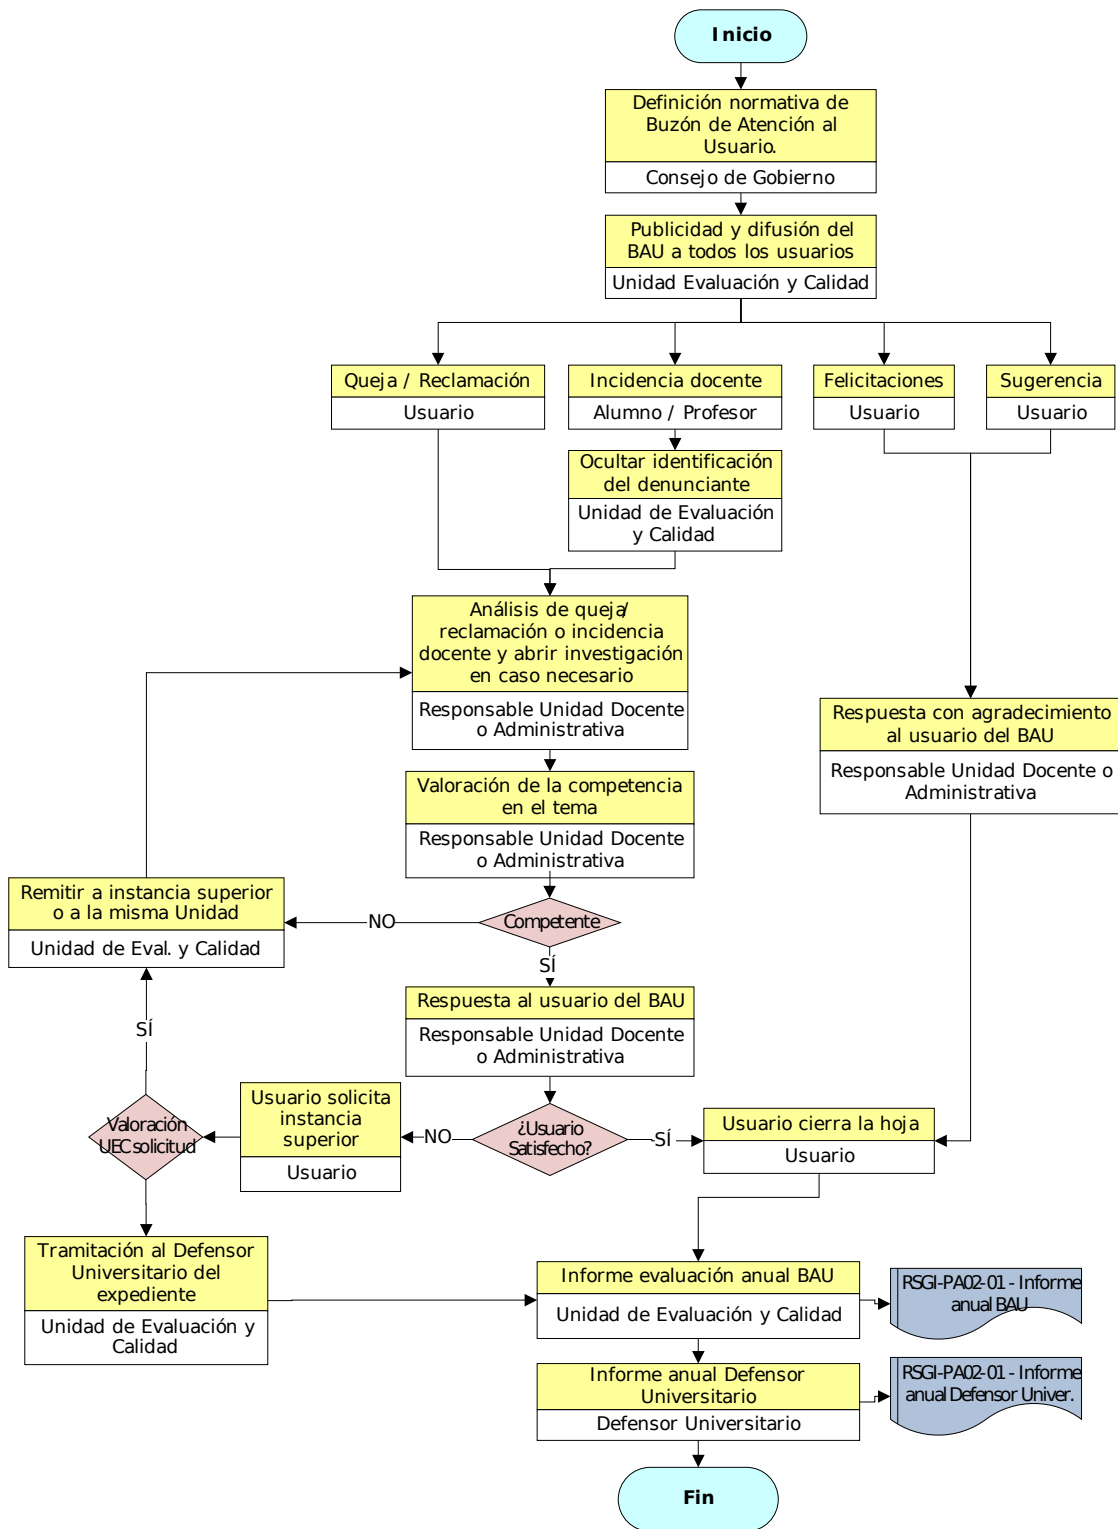 Inicio
Definición normativa de
Buzón de Atención al
Usuario.
Consejo de Gobierno
Publicidad y difusión del
BAU a todos los usuarios
Unidad Evaluación y Calidad
Queja / Reclamación
Usuario
Incidencia docente
Alumno / Profesor
Felicitaciones
Usuario
Sugerencia
Usuario
Ocultar identificación
del denunciante
Unidad de Evaluación
y Calidad
Análisis de queja/
reclamación o incidencia
docente y abrir investigación
en caso necesario
Responsable Unidad Docente
o Administrativa
Respuesta con agradecimiento
al usuario del BAU
Responsable Unidad Docente o
Administrativa
Valoración de la competencia
en el tema
Responsable Unidad Docente
o Administrativa
Remitir a instancia superior
o a la misma Unidad
Unidad de Eval. y Calidad
NO
Competente
SÍ
Respuesta al usuario del BAU
Responsable Unidad Docente
o Administrativa
SÍ
Valoración
UEC solicitud
Usuario solicita
instancia
superior
Usuario
NO
¿Usuario
Satisfecho?
SÍ
Usuario cierra la hoja
Usuario
Tramitación al Defensor
Universitario del
expediente
Unidad de Evaluación y
Calidad
Informe evaluación anual BAU
Unidad de Evaluación y Calidad
RSGI-PA02-01 - Informe
anual BAU
Informe anual Defensor
Universitario
Defensor Universitario
RSGI-PA02-01 - Informe
anual Defensor Univer.
Fin